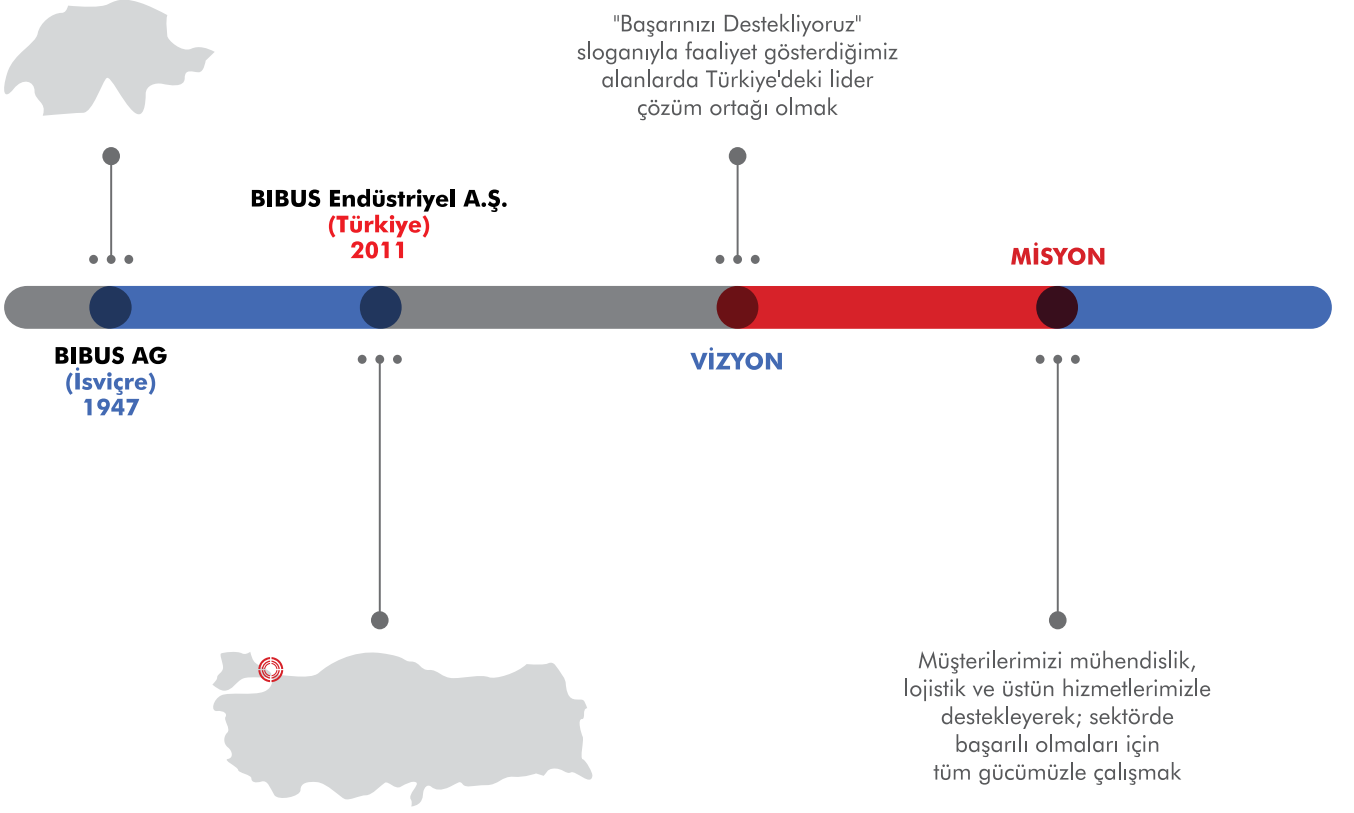 "Başarınızı Destekliyoruz"
sloganıyla faaliyet gösterdiğimiz
alanlarda Türkiye'deki lider
çözüm ortağı olmak
BIBUS Endüstriyel A.Ş.
(Türkiye)
2011
MİSYON
BIBUS AG
(İsviçre)
1947
VİZYON
Müşterilerimizi mühendislik,
lojistik ve üstün hizmetlerimizle
destekleyerek; sektörde
başarılı olmaları için
tüm gücümüzle çalışmak